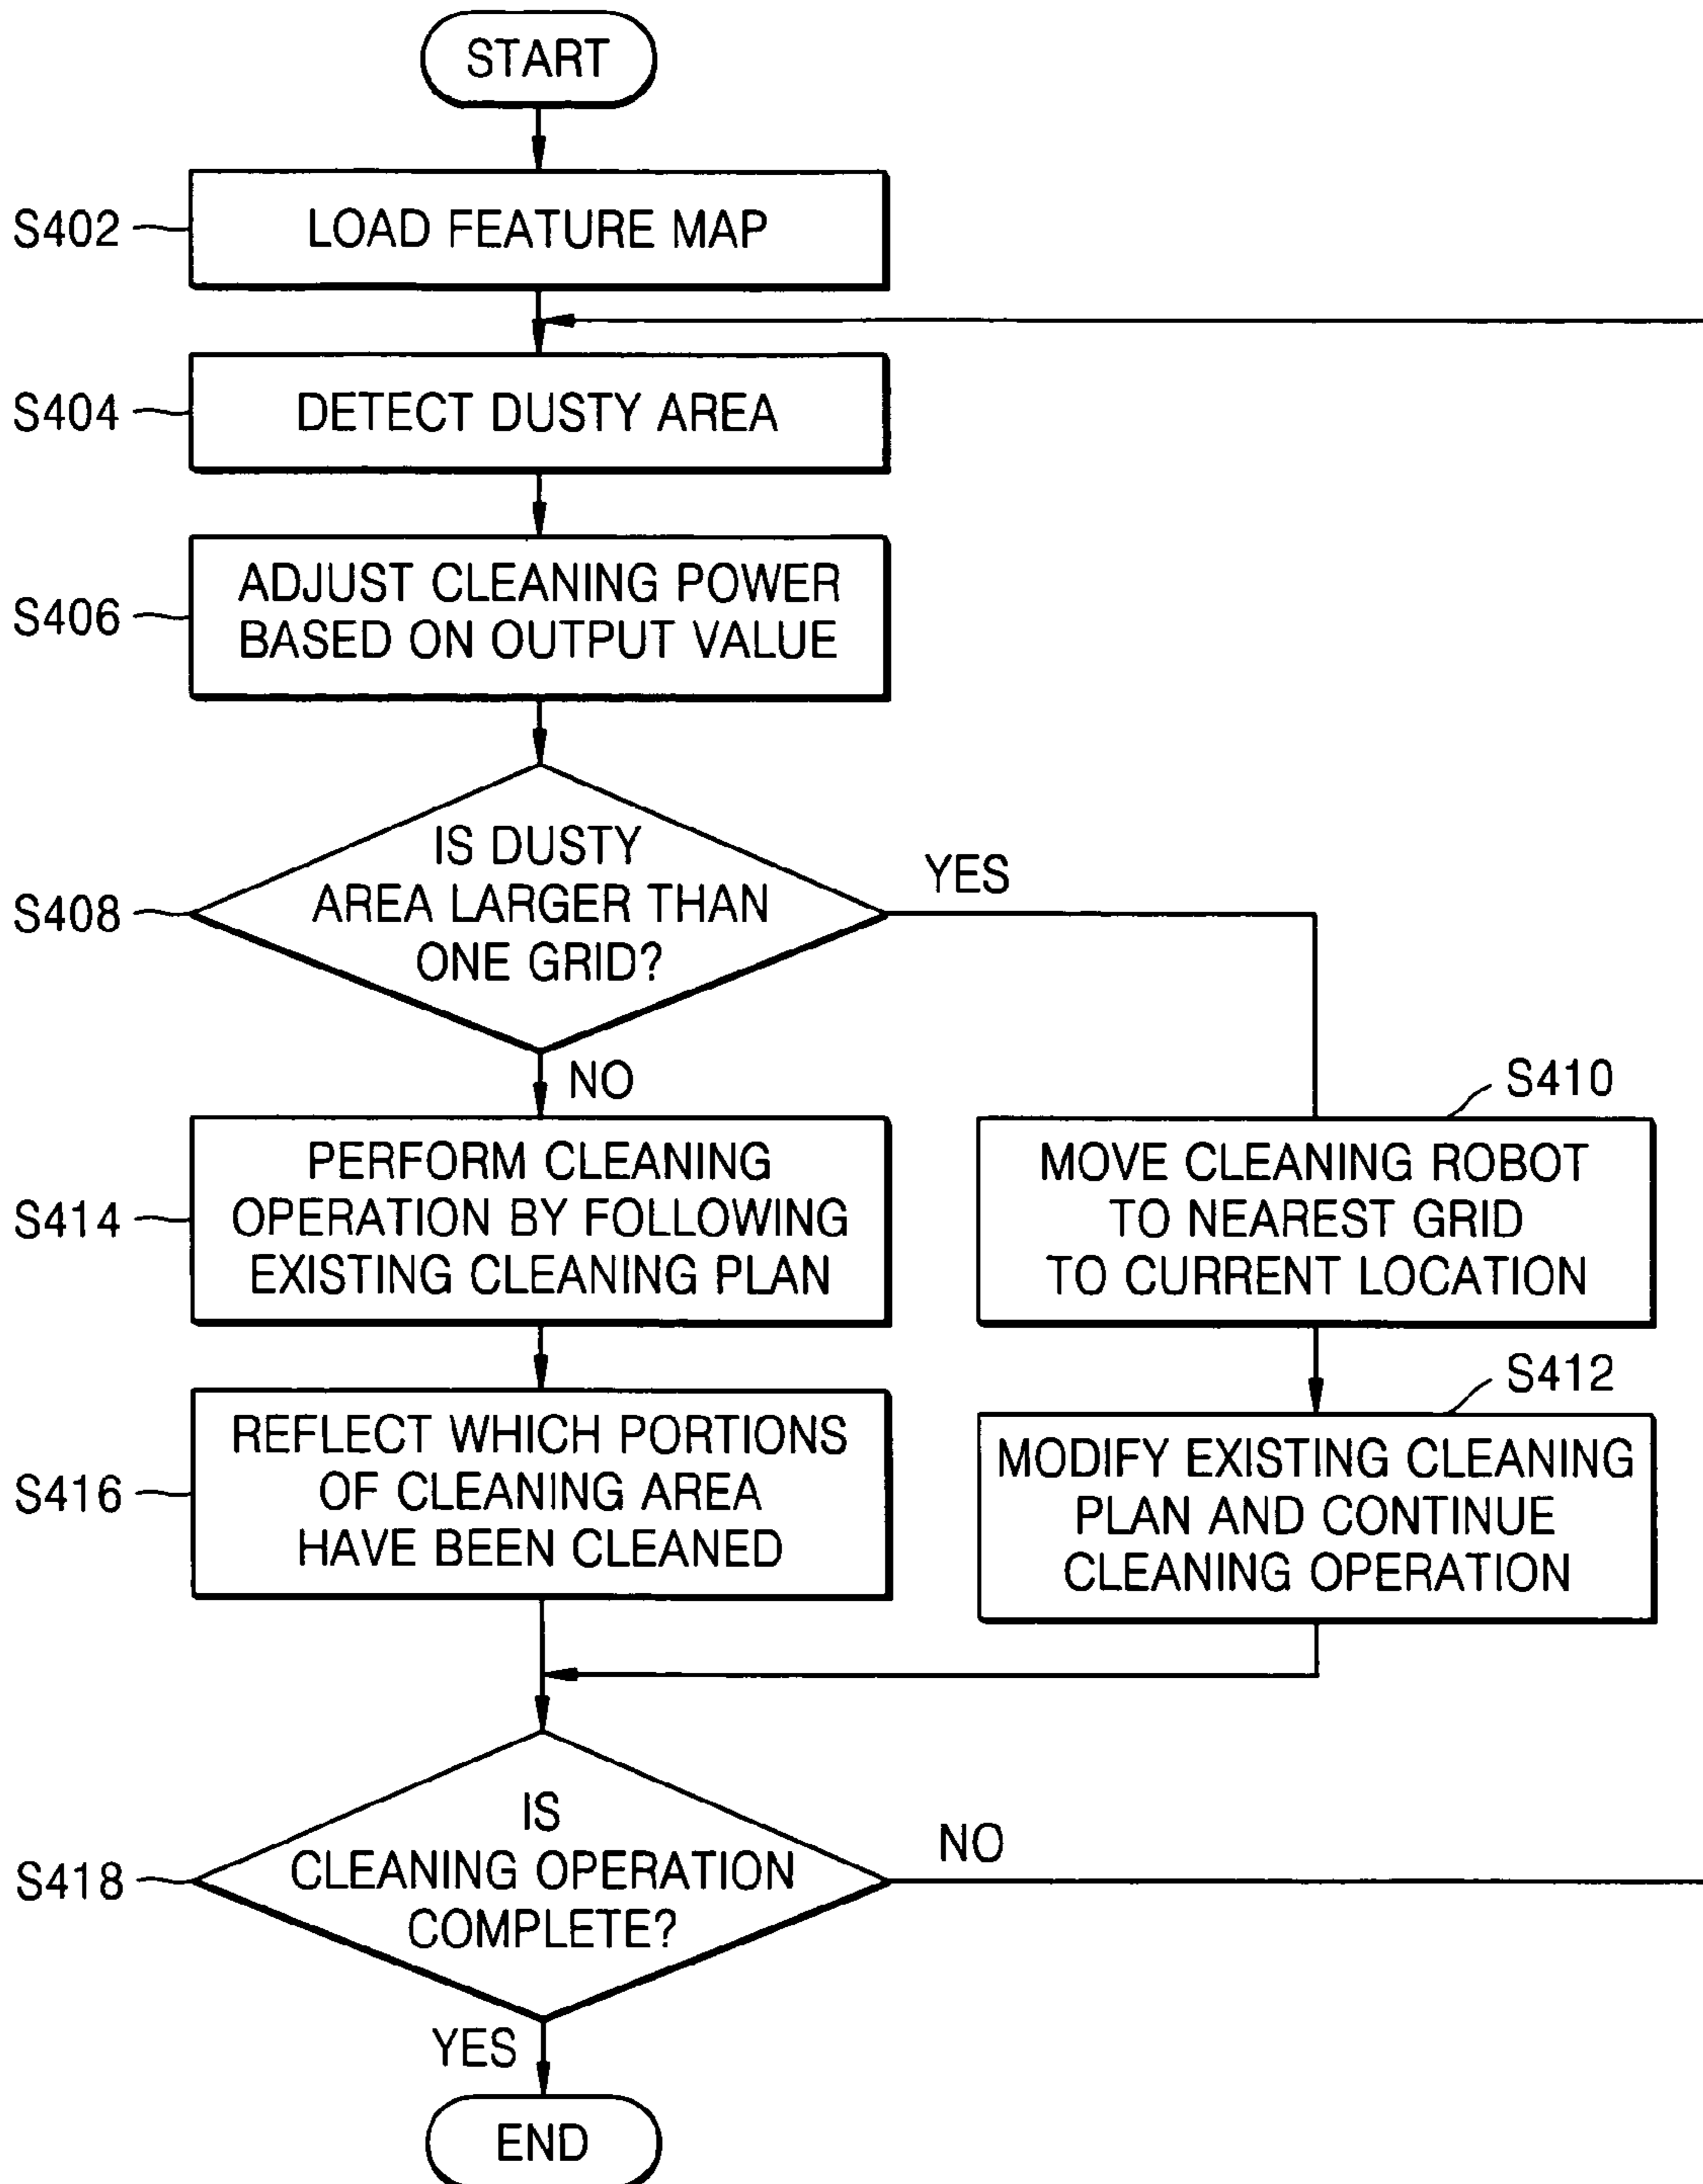 START
S402
LOAD FEATURE MAP
S404
DETECT DUSTY AREA
S406
ADJUST CLEANING POWER
BASED ON OUTPUT VALUE
S408
IS DUSTY
AREA LARGER THAN
ONE GRID?
YES
NO
S414
PERFORM CLEANING
OPERATION BY FOLLOWING
EXISTING CLEANING PLAN
S410
MOVE CLEANING ROBOT
TO NEAREST GRID
TO CURRENT LOCATION
S416
REFLECT WHICH PORTIONS
OF CLEANING AREA
HAVE BEEN CLEANED
S412
MODIFY EXISTING CLEANING
PLAN AND CONTINUE
CLEANING OPERATION
S418
IS
CLEANING OPERATION
COMPLETE?
NO
YES
END